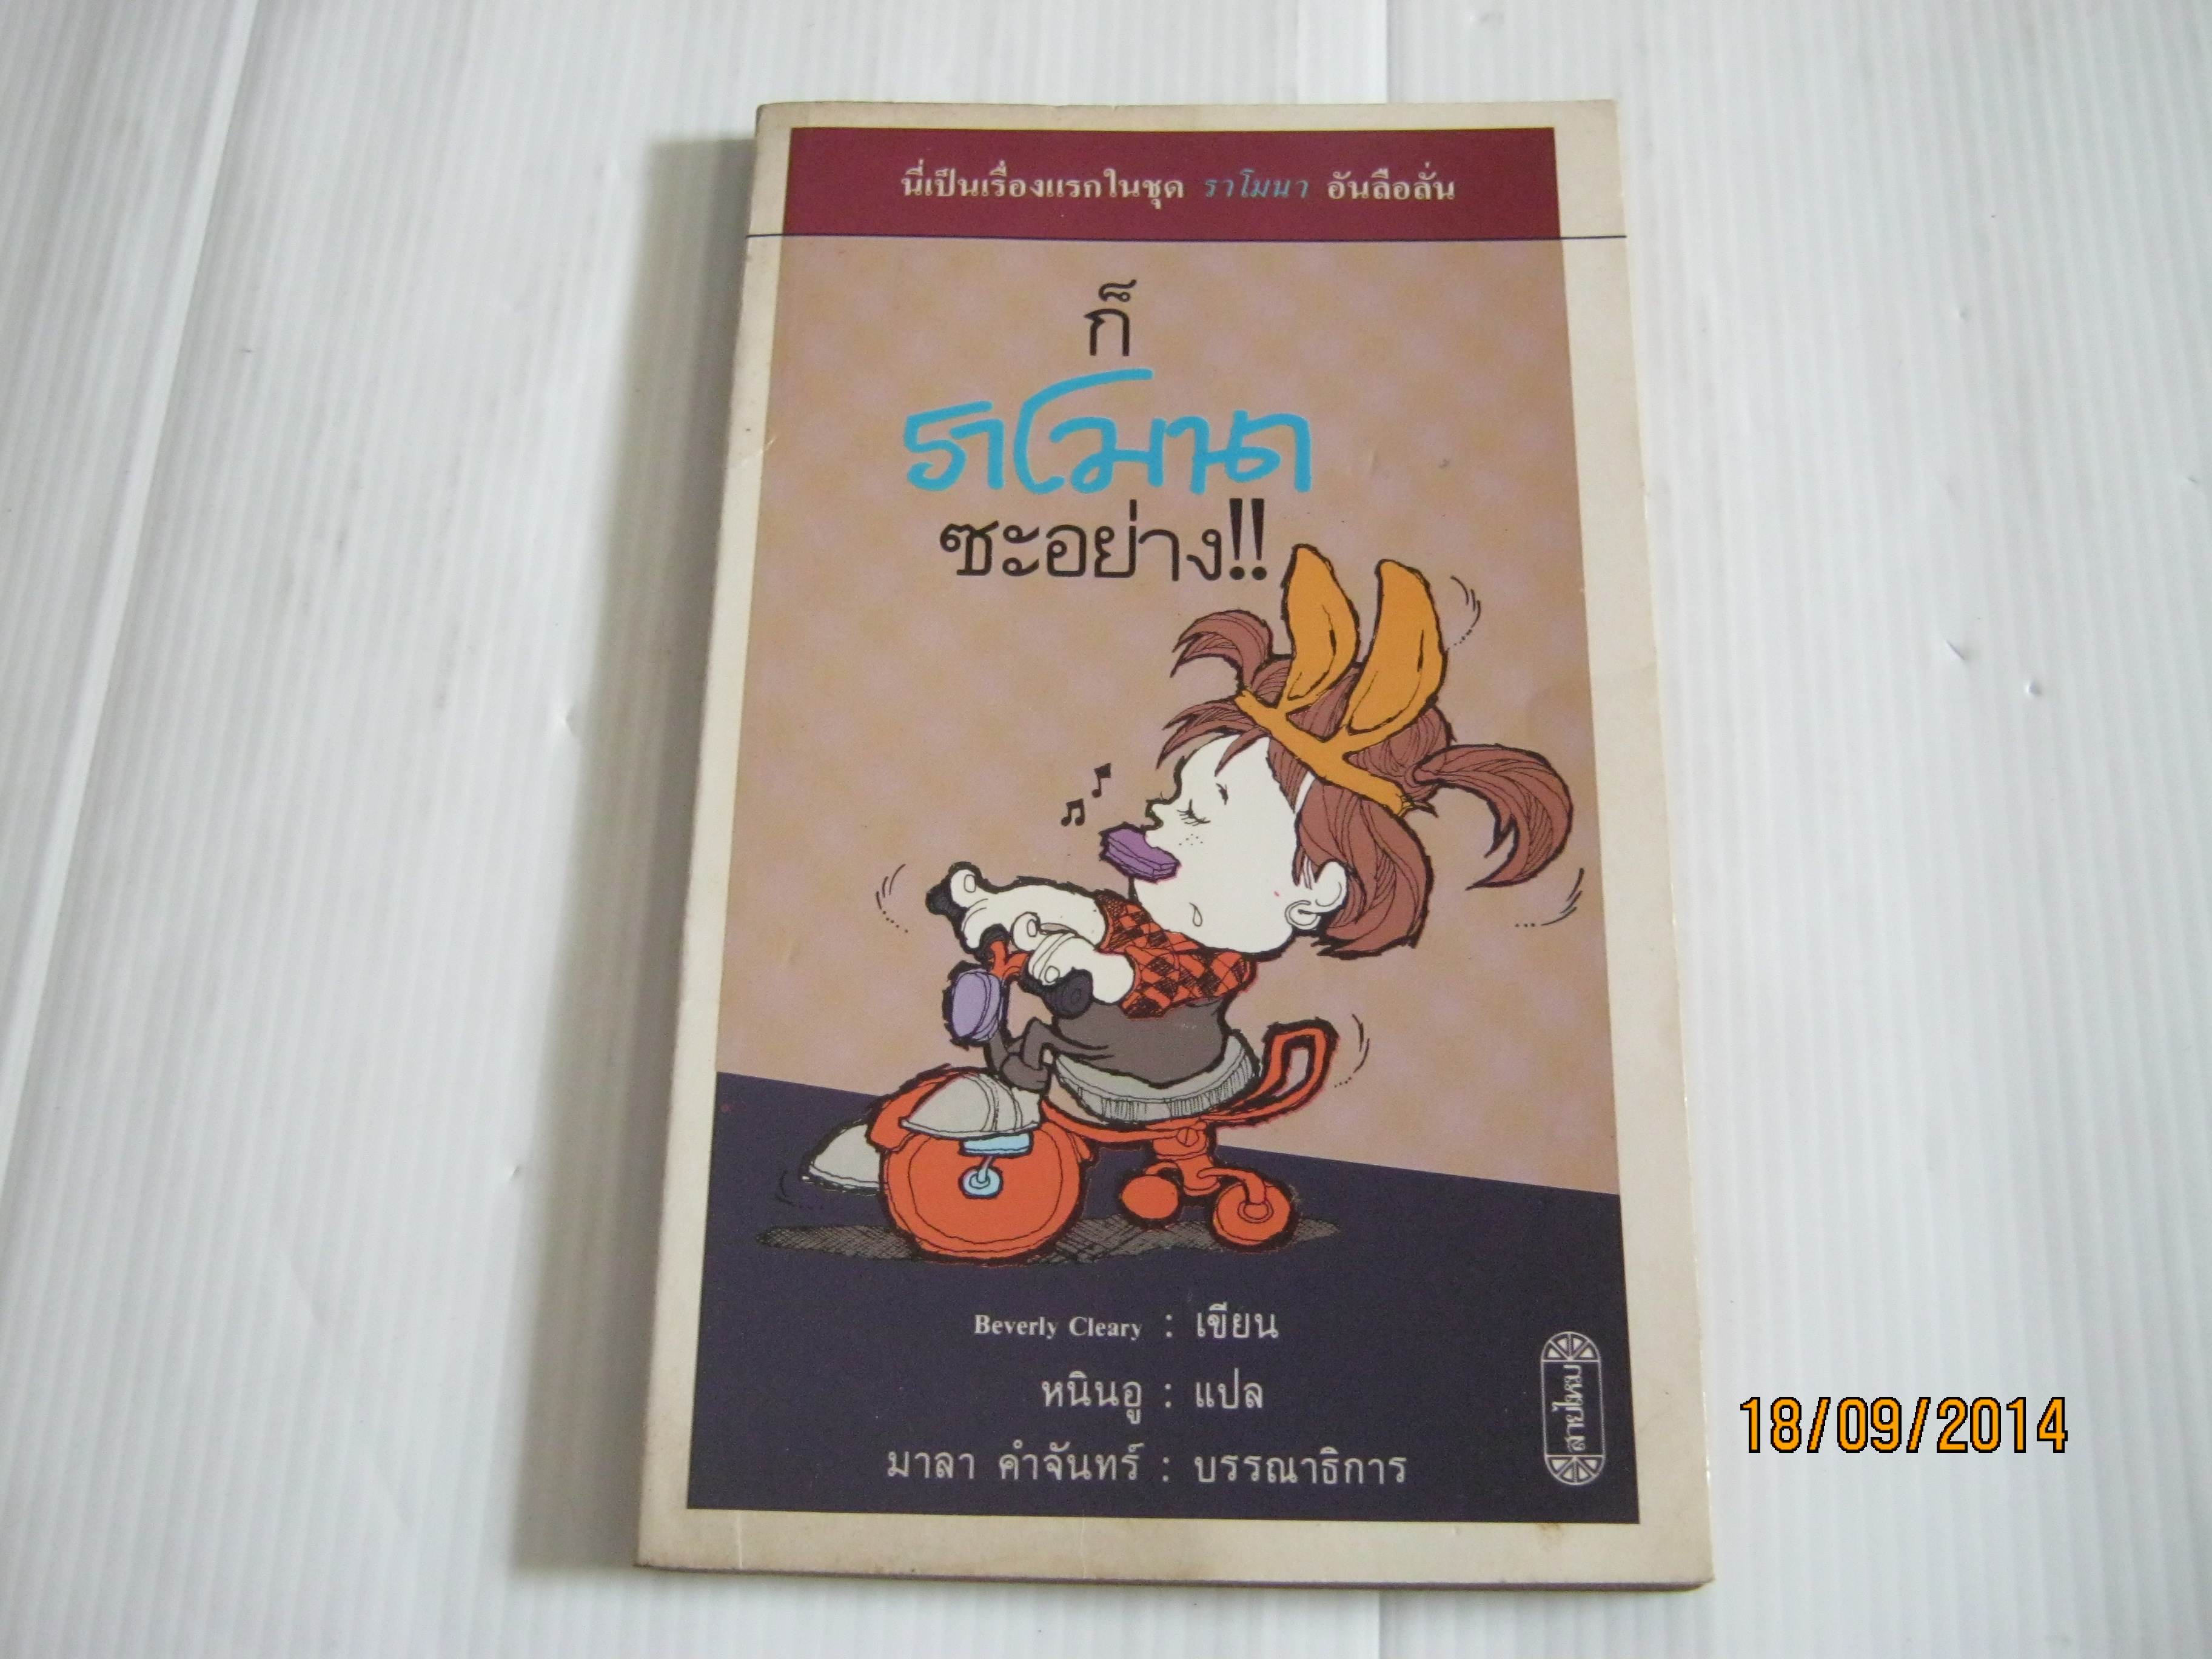 นี่เป็นเรื่องแรกในชุด ราโมนา อันลือลั่น
ก็
ราโมนา
ซะอย่าง!!
Beverly Cleary : เขียน
หนินอู : แปล
มาลา คำจันทร์ : บรรณาธิการ
สายไหม
18/09/2014